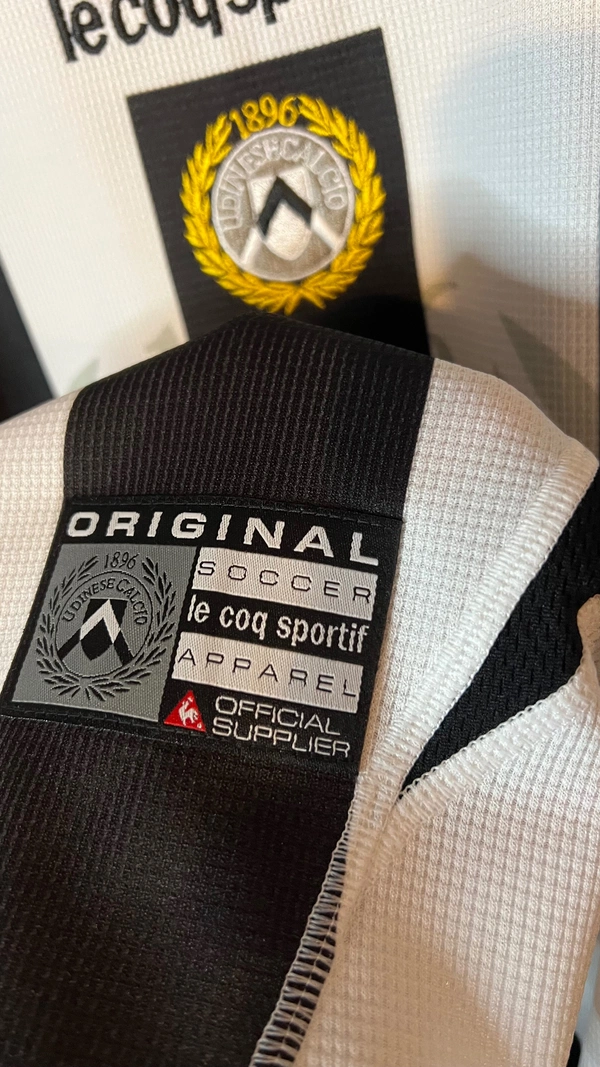 le coq sp
1896
UDINESE CALCIO
ORIGINAL
1896
UDINESE CALCIO
SOCCER
le coq sportif
APPAREL
OFFICIAL
SUPPLIER